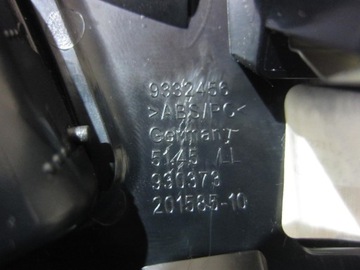 9332456
>ABS/PC<
Germany
5145 /LL
930373
201585-10